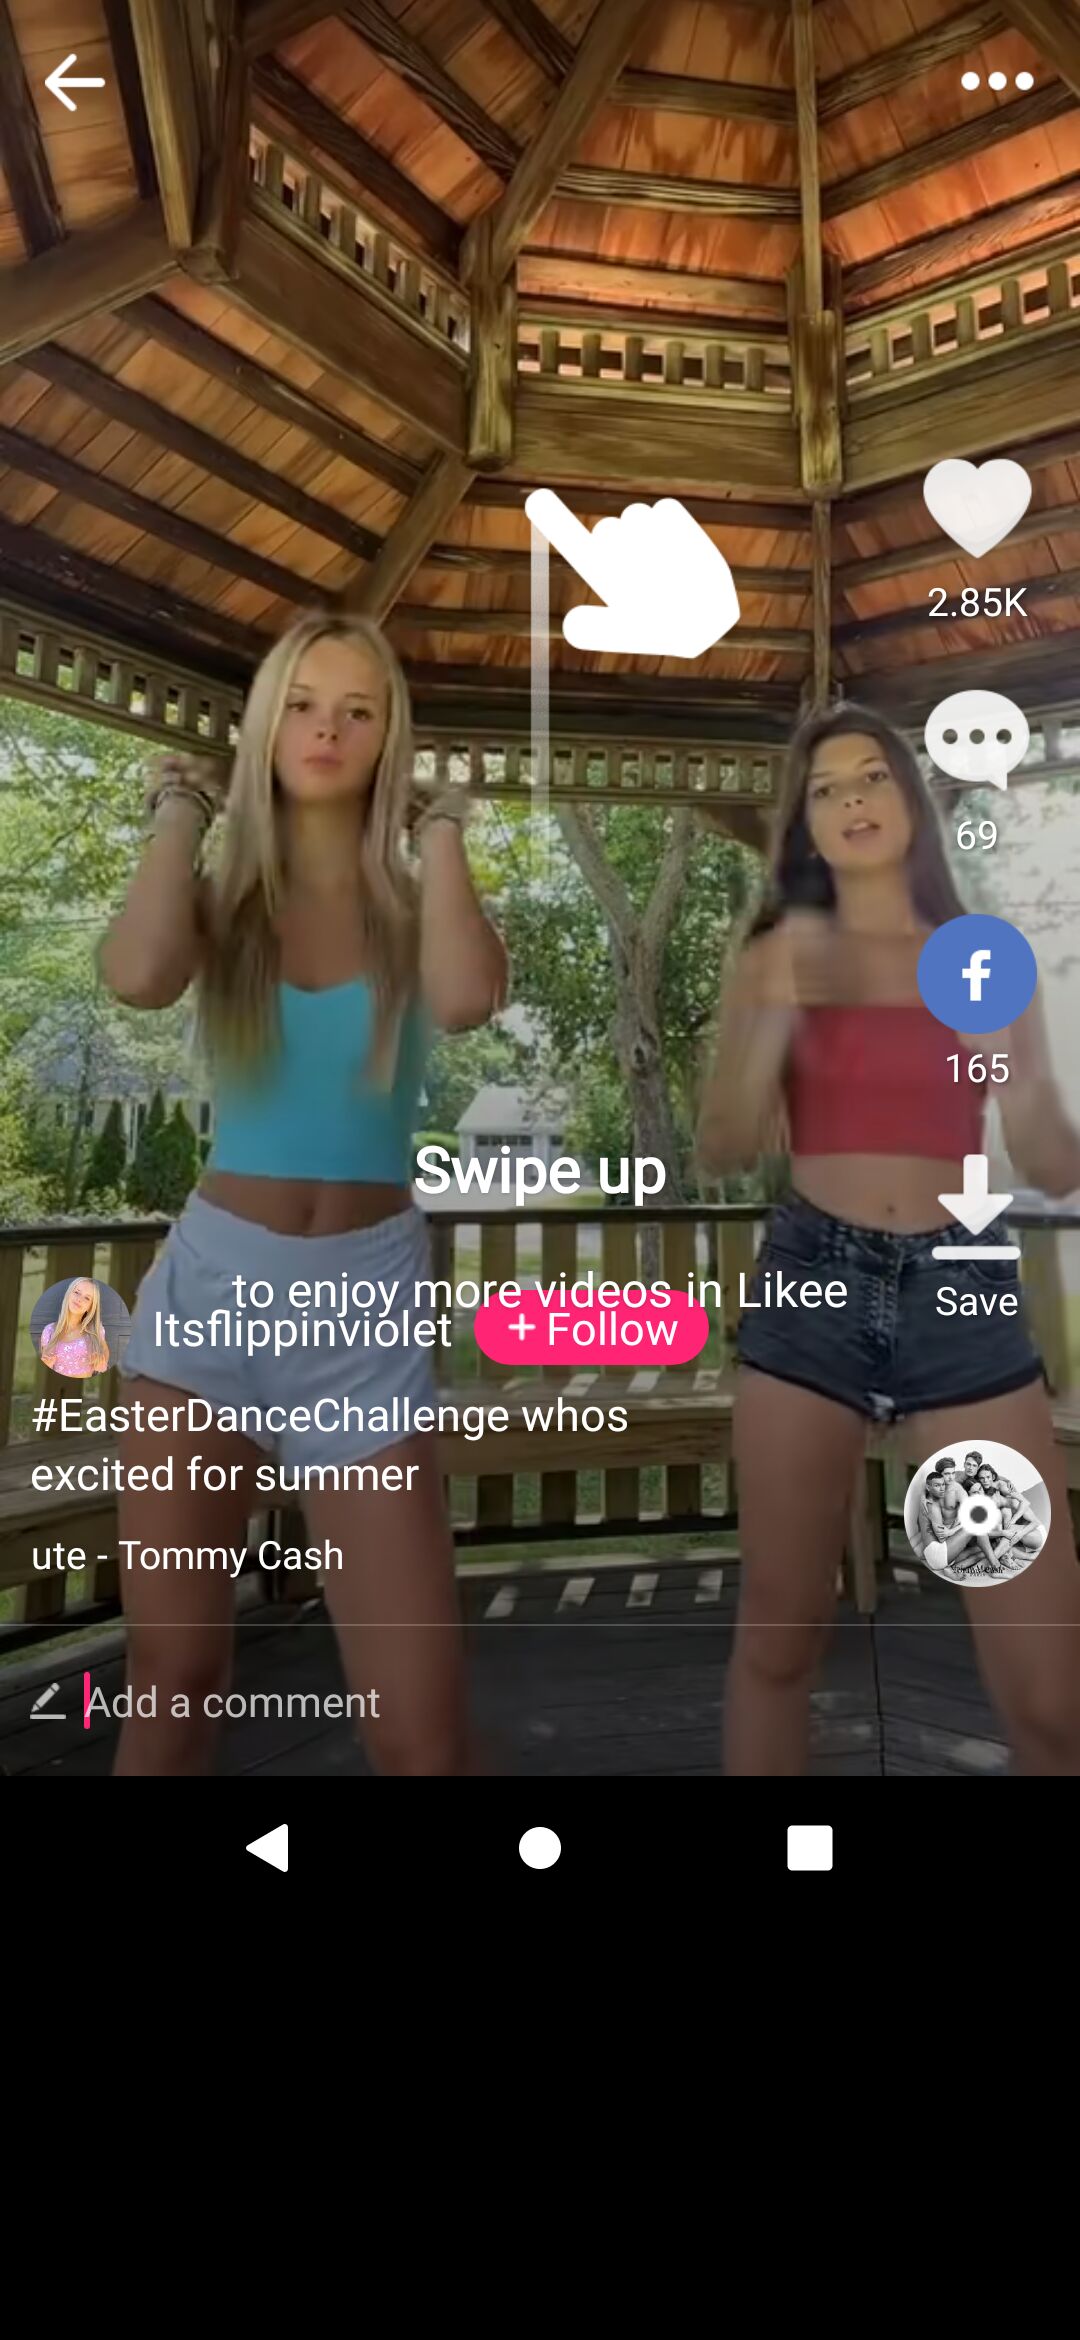 2.85K
69
f
165
Swipe up
to enjoy more videos in Likee
Save
Itsflippinviolet
+ Follow
#EasterDanceChallenge whos
excited for summer
ute - Tommy Cash
Add a comment